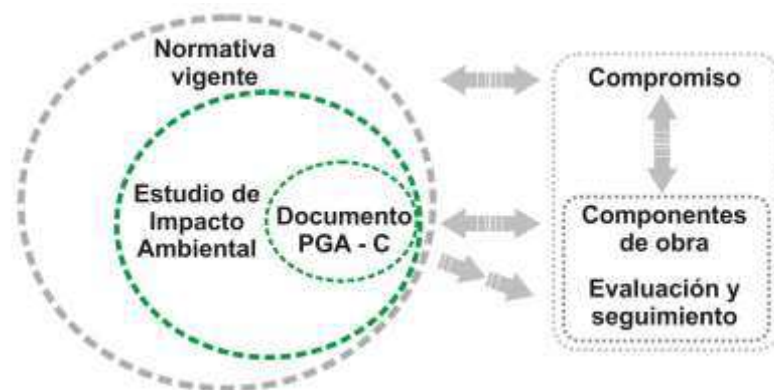 Normativa
vigente
Estudio de
Impacto
Ambiental
Documento
PGA - C
Compromiso
Componentes
de obra
Evaluación y
seguimiento